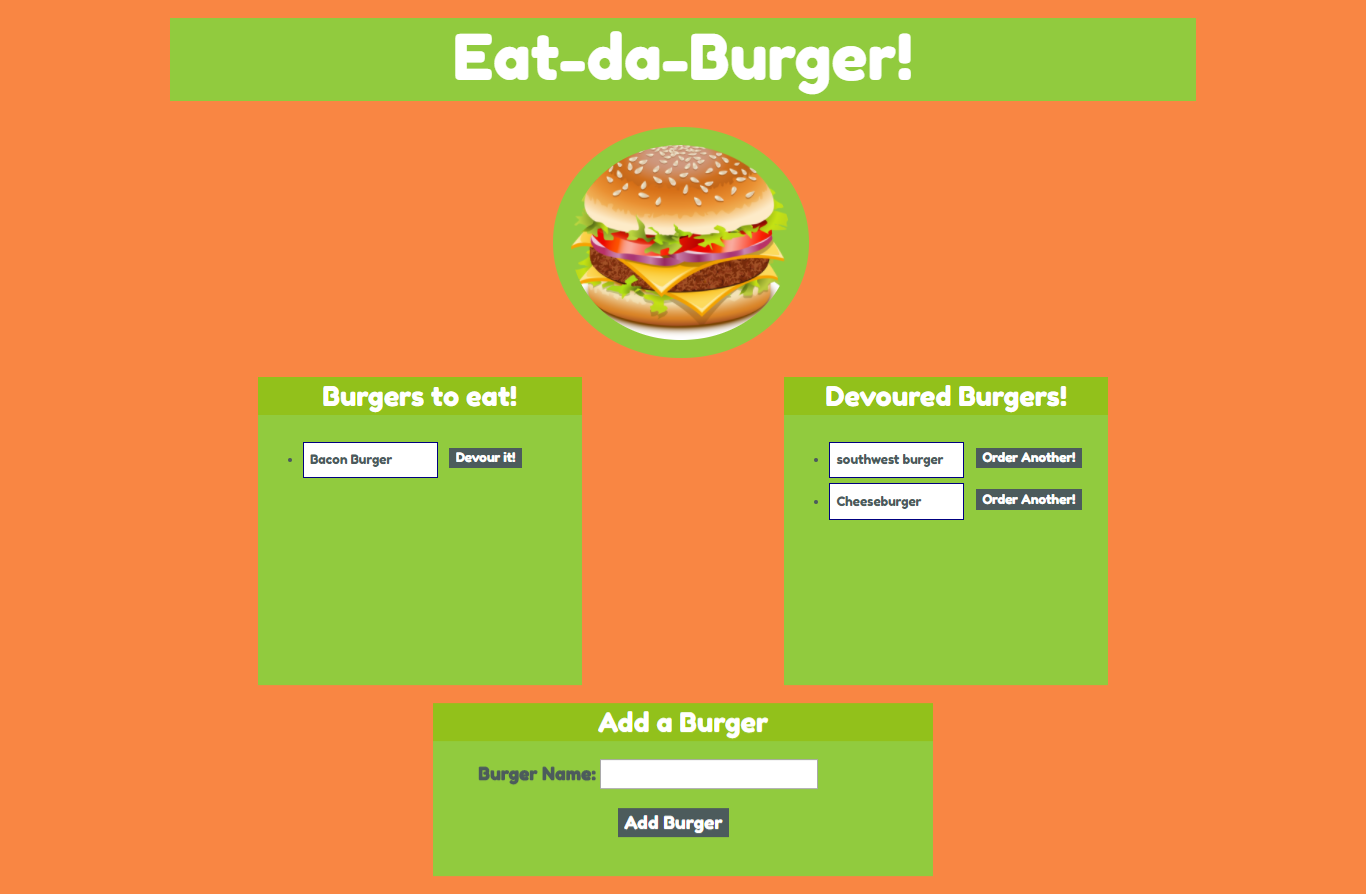 Eat-da-Burger!
Burgers to eat!
Bacon Burger Devour it!
Devoured Burgers!
southwest burger Order Another!
Cheeseburger Order Another!
Add a Burger
Burger Name:
Add Burger